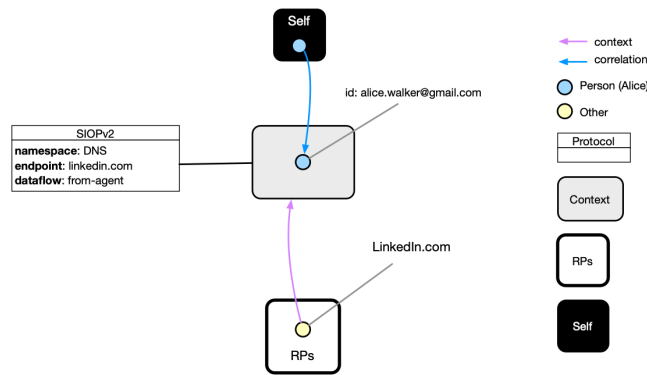 Self
id: alice.walker@gmail.com
SIOPv2
namespace: DNS
endpoint: linkedin.com
dataflow: from-agent
LinkedIn.com
RPs
context
correlation
Person (Alice)
Other
Protocol
Context
RPs
Self